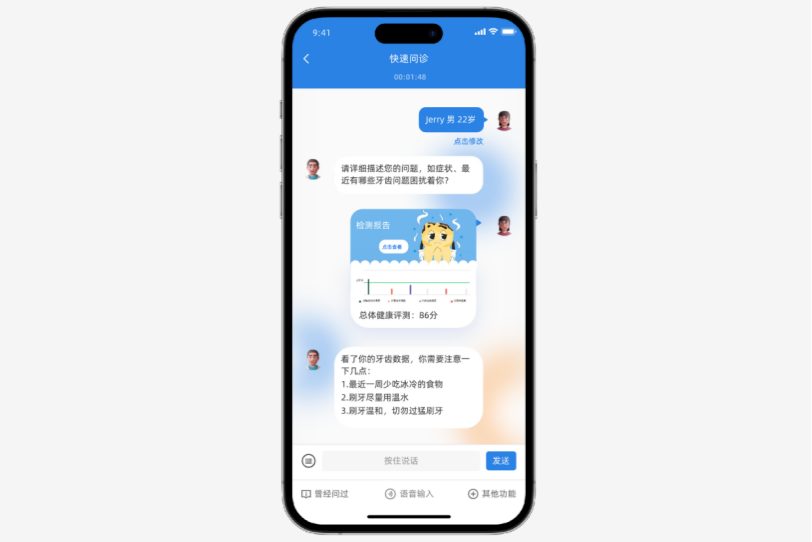 9:41
快速问诊
00:01:48
Jerry 男 22岁
点击修改
请详细描述您的问题，如症状、最
近有哪些牙齿问题困扰着你？
检测报告
点击查看
总体健康评测：86分
看了你的牙齿数据，你需要注意一
下几点：
1.最近一周少吃冰冷的食物
2.刷牙尽量用温水
3.刷牙温和，切勿过猛刷牙
按住说话
发送
曾经问过
语音输入
其他功能